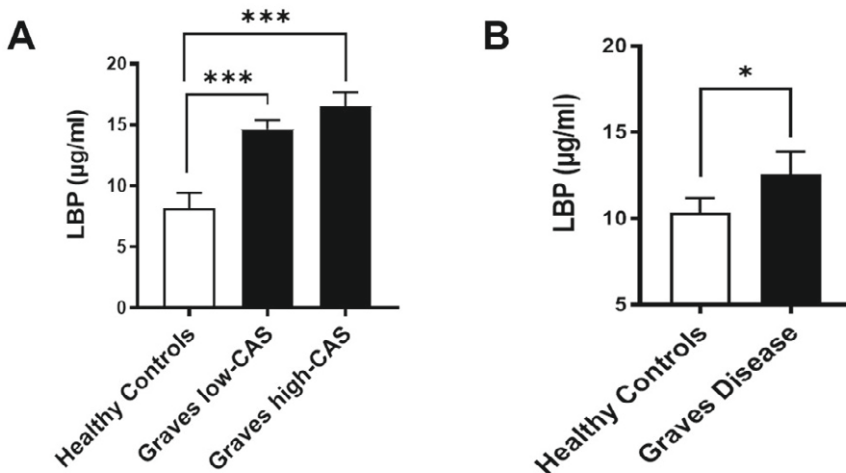 A
LBP (µg/ml)
20
15
10
5
0
***
***
Healthy Controls
Graves low-CAS
Graves high-CAS
B
LBP (µg/ml)
20
15
10
5
*
Healthy Controls
Graves Disease